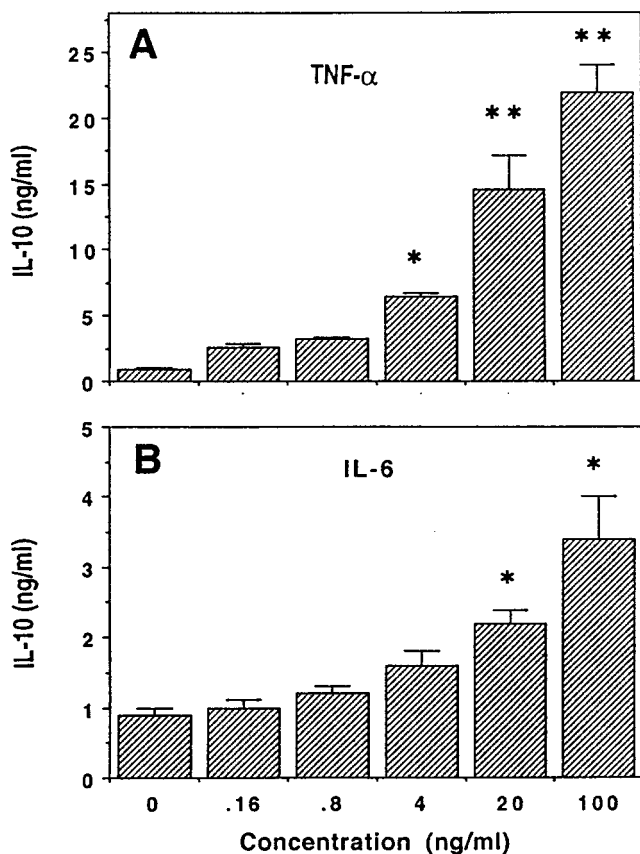 A
TNF-α
* *
* *
*
25
20
15
10
5
0
IL-10 (ng/ml)
B
IL-6
*
*
5
4
3
2
1
0
IL-10 (ng/ml)
0 .16 .8 4 20 100
Concentration (ng/ml)